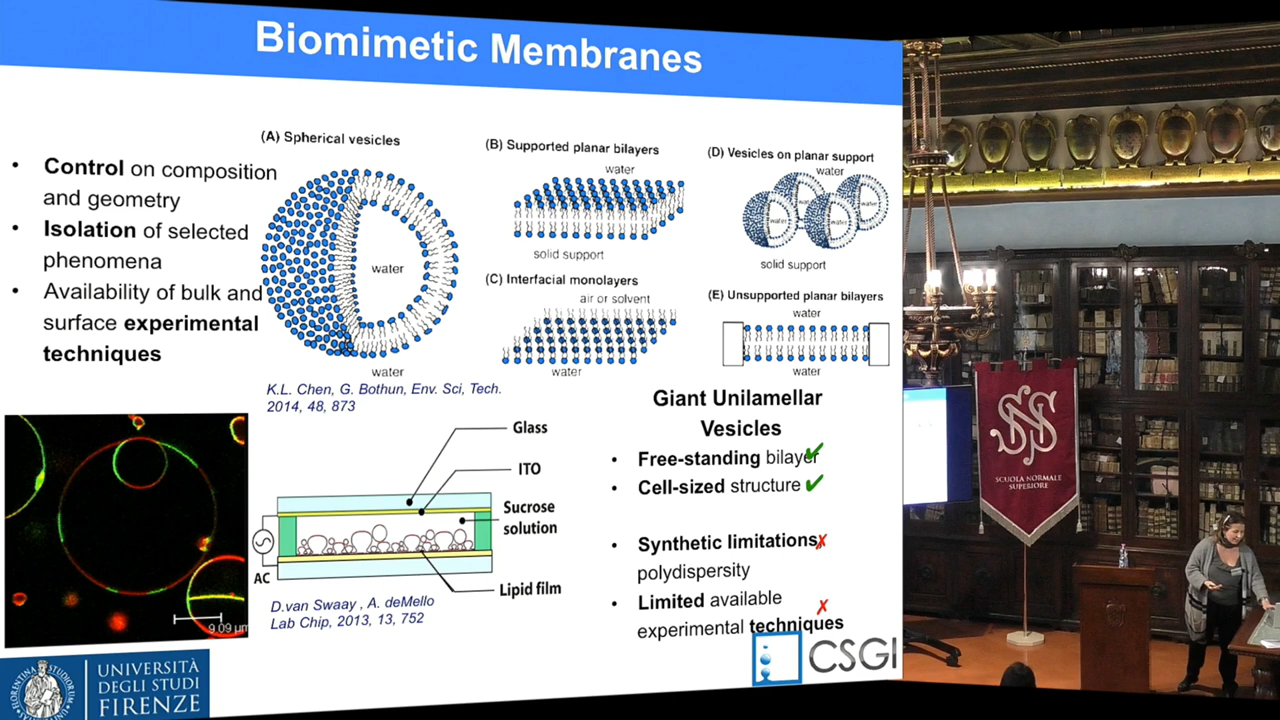 Biomimetic Membranes
• Control on composition
and geometry
• Isolation of selected
phenomena
• Availability of bulk and
surface experimental
techniques
(A) Spherical vesicles
water
water
(B) Supported planar bilayers
water
solid support
(C) Interfacial monolayers
air or solvent
water
(D) Vesicles on planar support
water
water
water
water
solid support
(E) Unsupported planar bilayers
water
water
K.L. Chen, G. Bothun, Env. Sci, Tech.
2014, 48, 873
9.09 µm
Glass
ITO
Sucrose
solution
Lipid film
AC
D.van Swaay , A. deMello
Lab Chip, 2013, 13, 752
Giant Unilamellar
Vesicles
• Free-standing bilayer
• Cell-sized structure
• Synthetic limitations
polydispersity
• Limited available
experimental techniques
UNIVERSITÀ
DEGLI STUDI
FIRENZE
CSGI
SNS
SCUOLA NORMALE
SUPERIORE